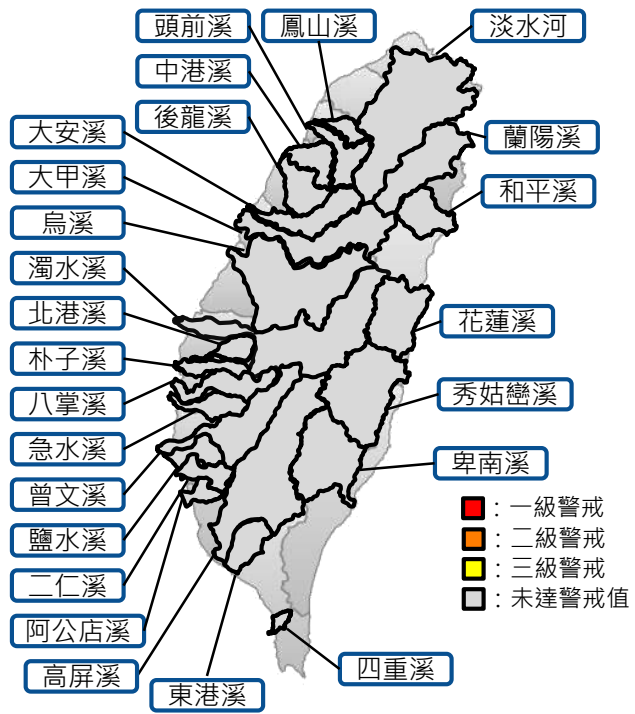 頭前溪
鳳山溪
淡水河
中港溪
後龍溪
大安溪
蘭陽溪
大甲溪
和平溪
烏溪
濁水溪
北港溪
花蓮溪
朴子溪
八掌溪
秀姑巒溪
急水溪
卑南溪
曾文溪
鹽水溪
二仁溪
阿公店溪
高屏溪
東港溪
四重溪
：一級警戒
：二級警戒
：三級警戒
：未達警戒值